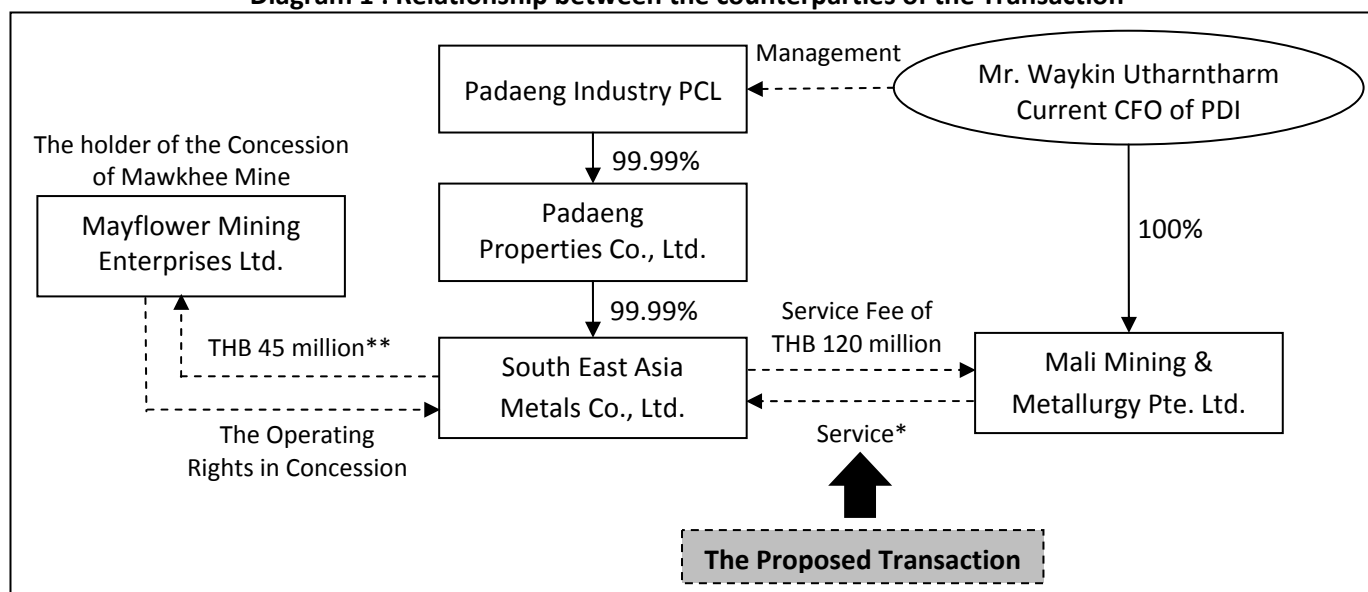 Diagram 1 : Relationship between the counterparties of the Transaction
Management
Padaeng Industry PCL
Mr. Waykin Utharntharm
Current CFO of PDI
The holder of the Concession
of Mawkhee Mine
99.99%
Mayflower Mining
Enterprises Ltd.
Padaeng
Properties Co., Ltd.
100%
99.99%
Service Fee of
THB 120 million
THB 45 million**
South East Asia
Metals Co., Ltd.
Mali Mining &
Metallurgy Pte. Ltd.
The Operating
Rights in Concession
Service*
The Proposed Transaction